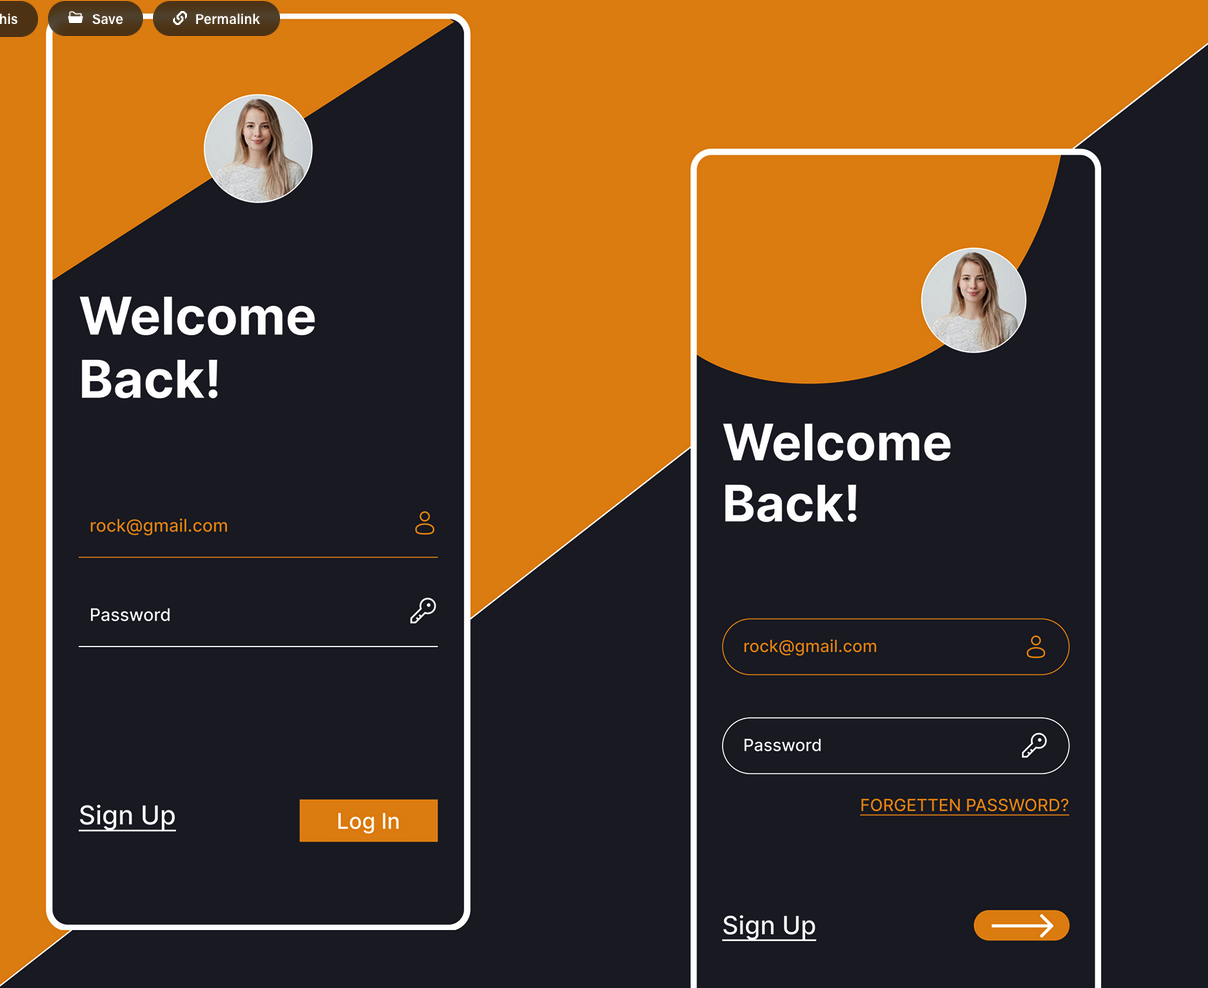 his
Save
Permalink
Welcome
Back!
rock@gmail.com
Password
Sign Up
Log In
Welcome
Back!
rock@gmail.com
Password
FORGETTEN PASSWORD?
Sign Up